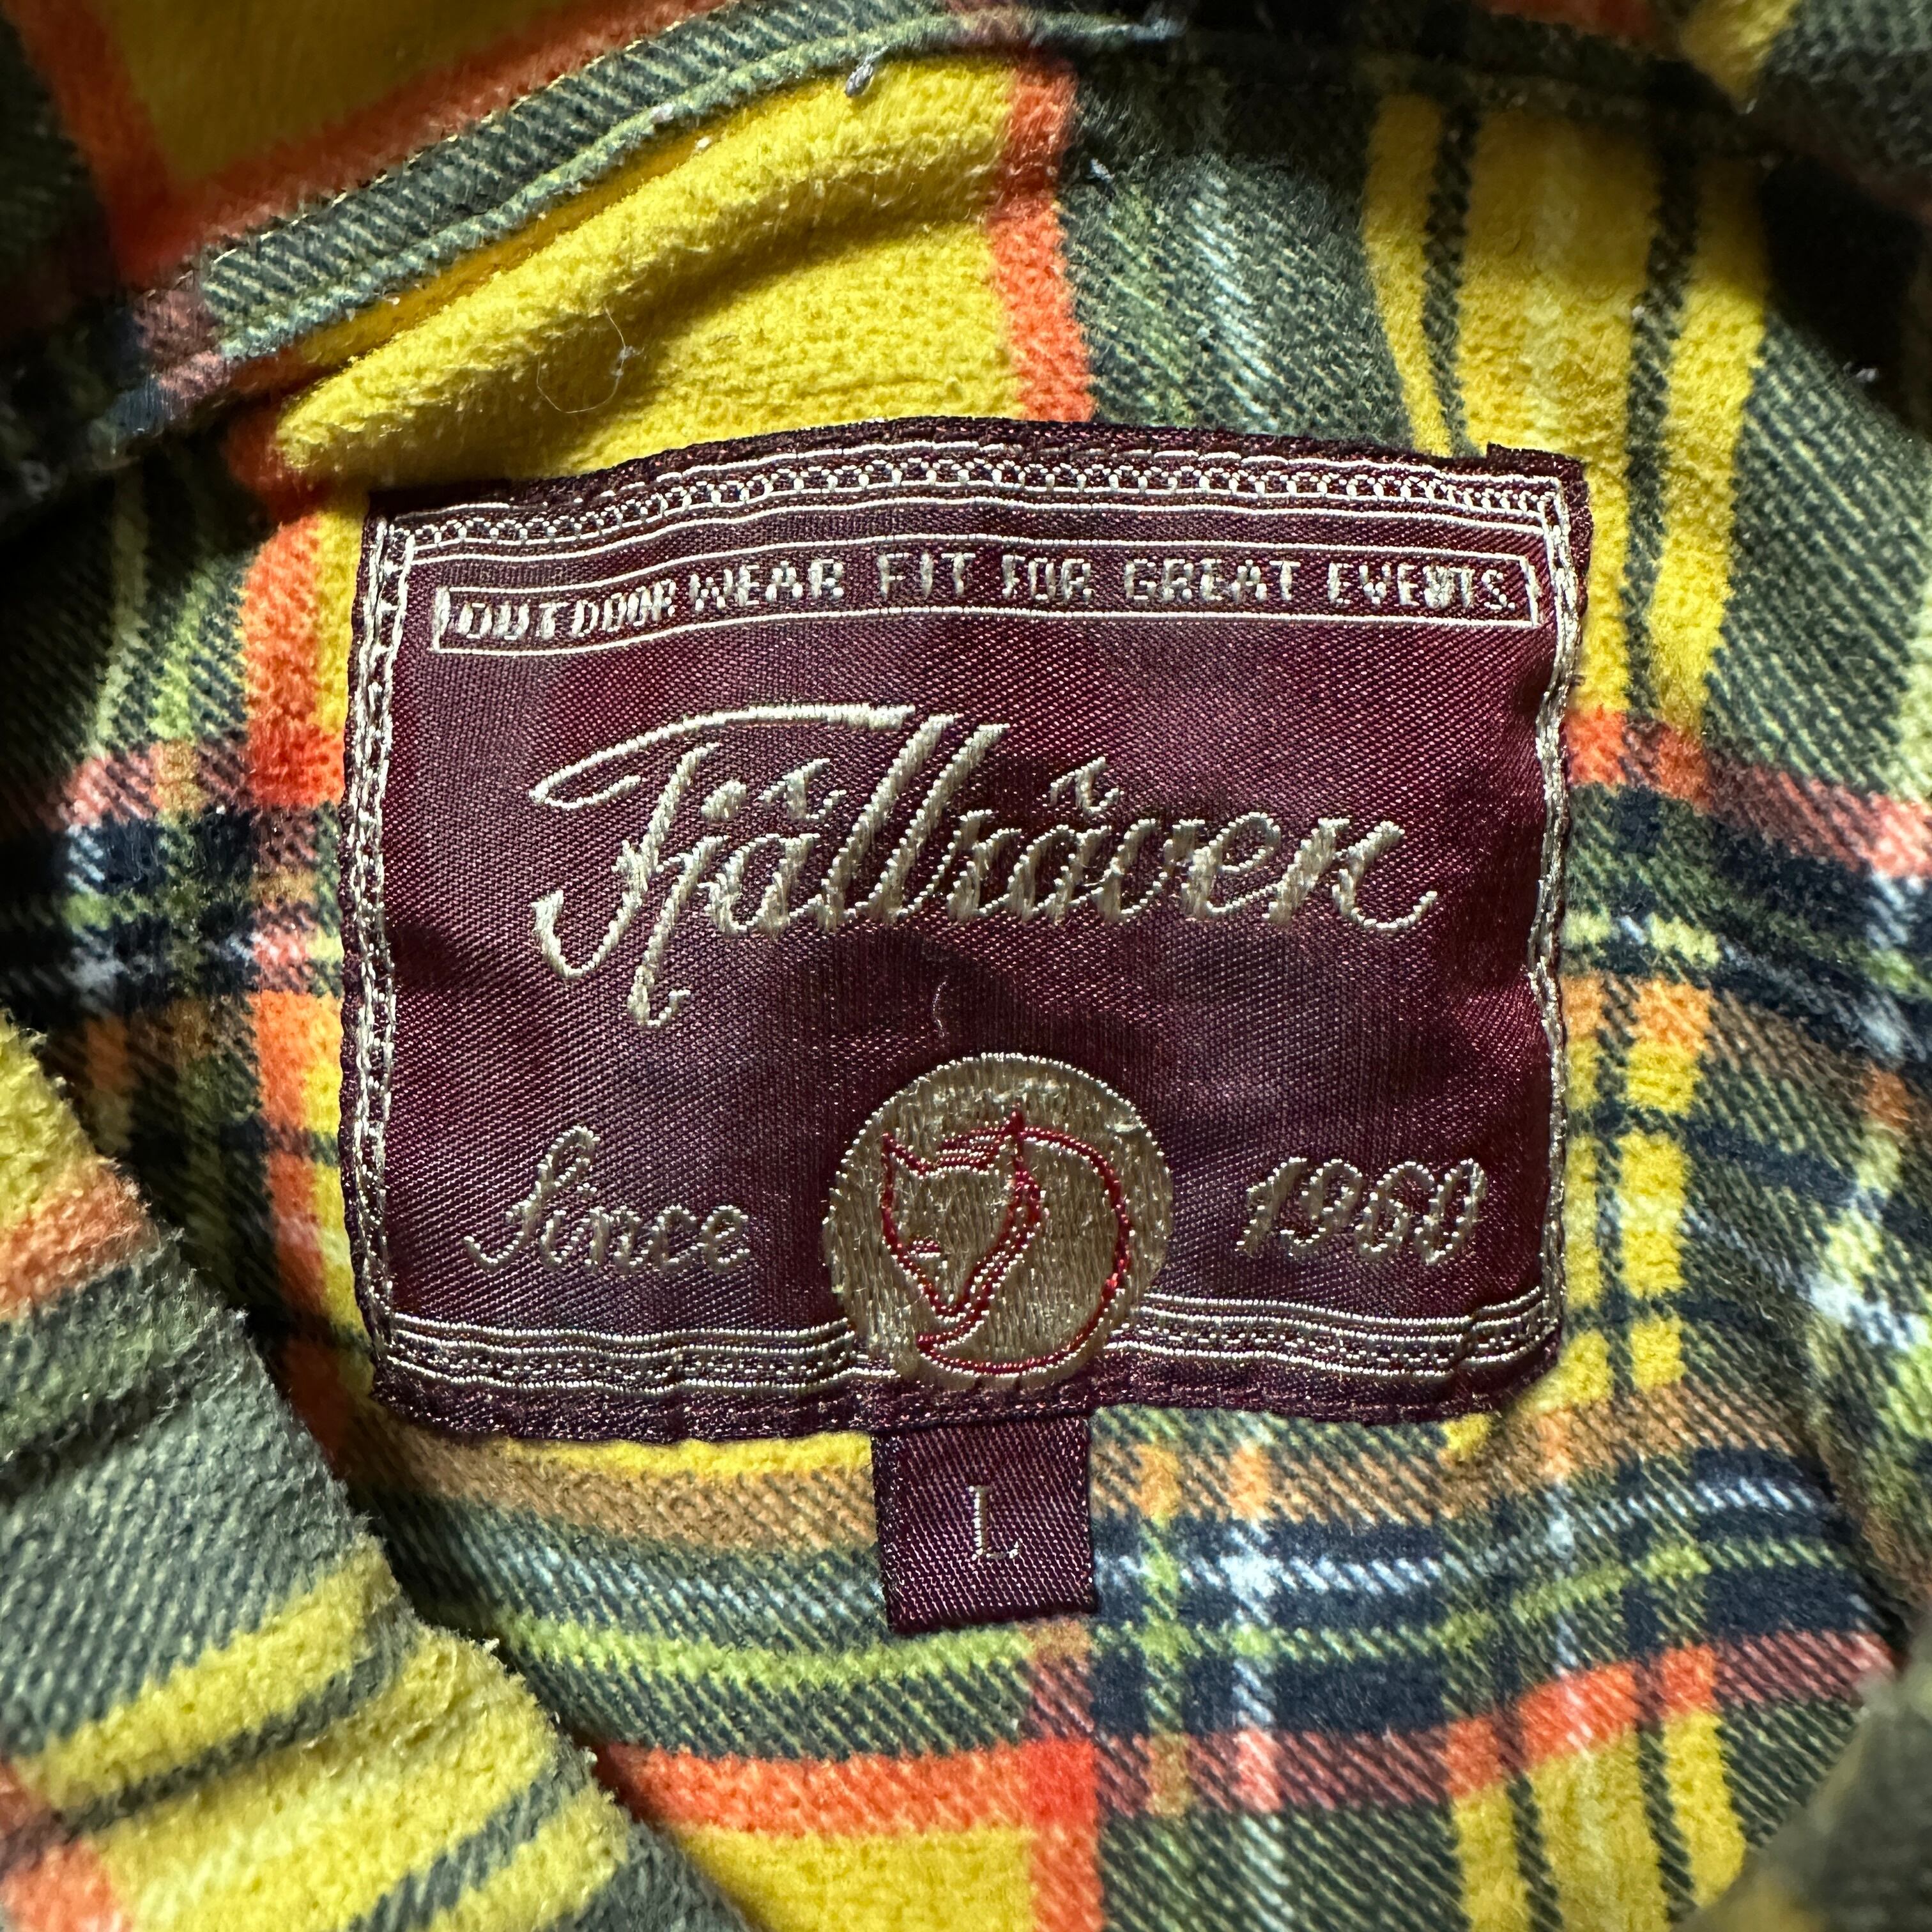 OUTDOOR WEAR FIT FOR GREAT EVENTS.
Fjällräven
Since 1960
L